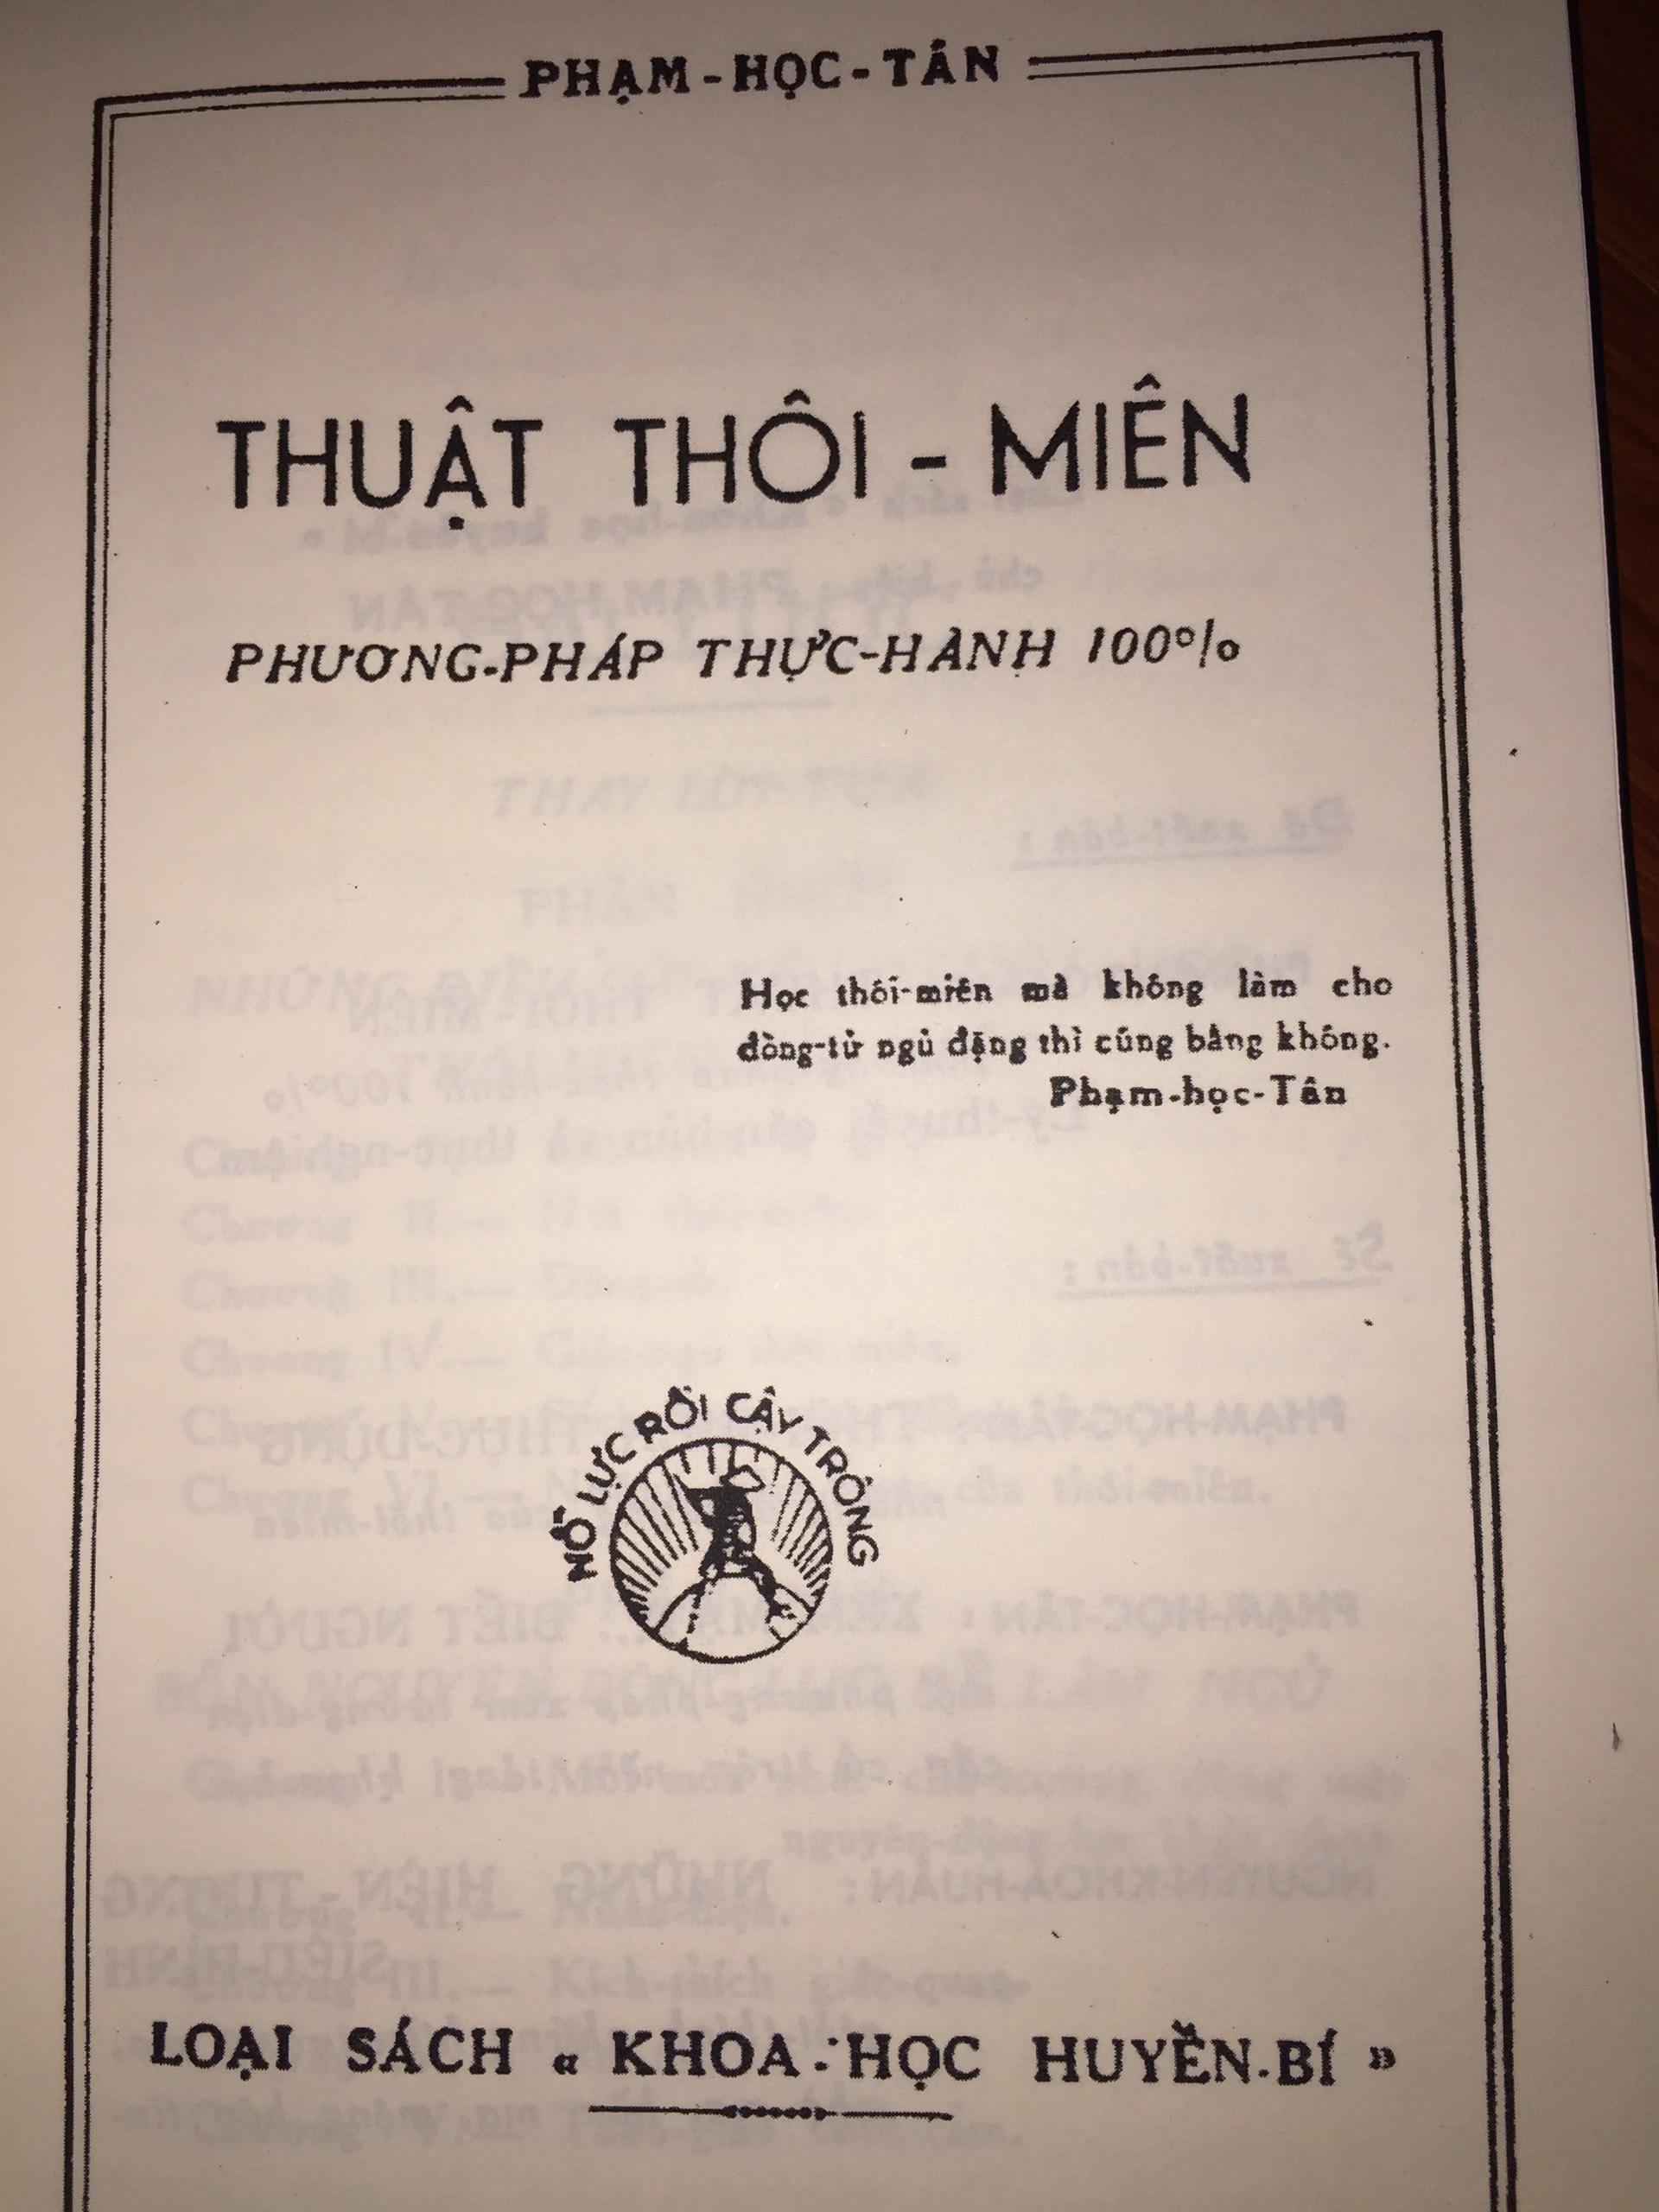 PHẠM-HỌC-TÂN
THUẬT THÔI-MIÊN
PHƯƠNG-PHÁP THỰC-HÀNH 100%
Học thôi-miên mà không làm cho
đồng-tử ngủ đặng thì cũng bằng không.
Phạm-học-Tân
NỖ LỰC RỒI CẬY TRÔNG
LOẠI SÁCH « KHOA-HỌC HUYỀN-BÍ »